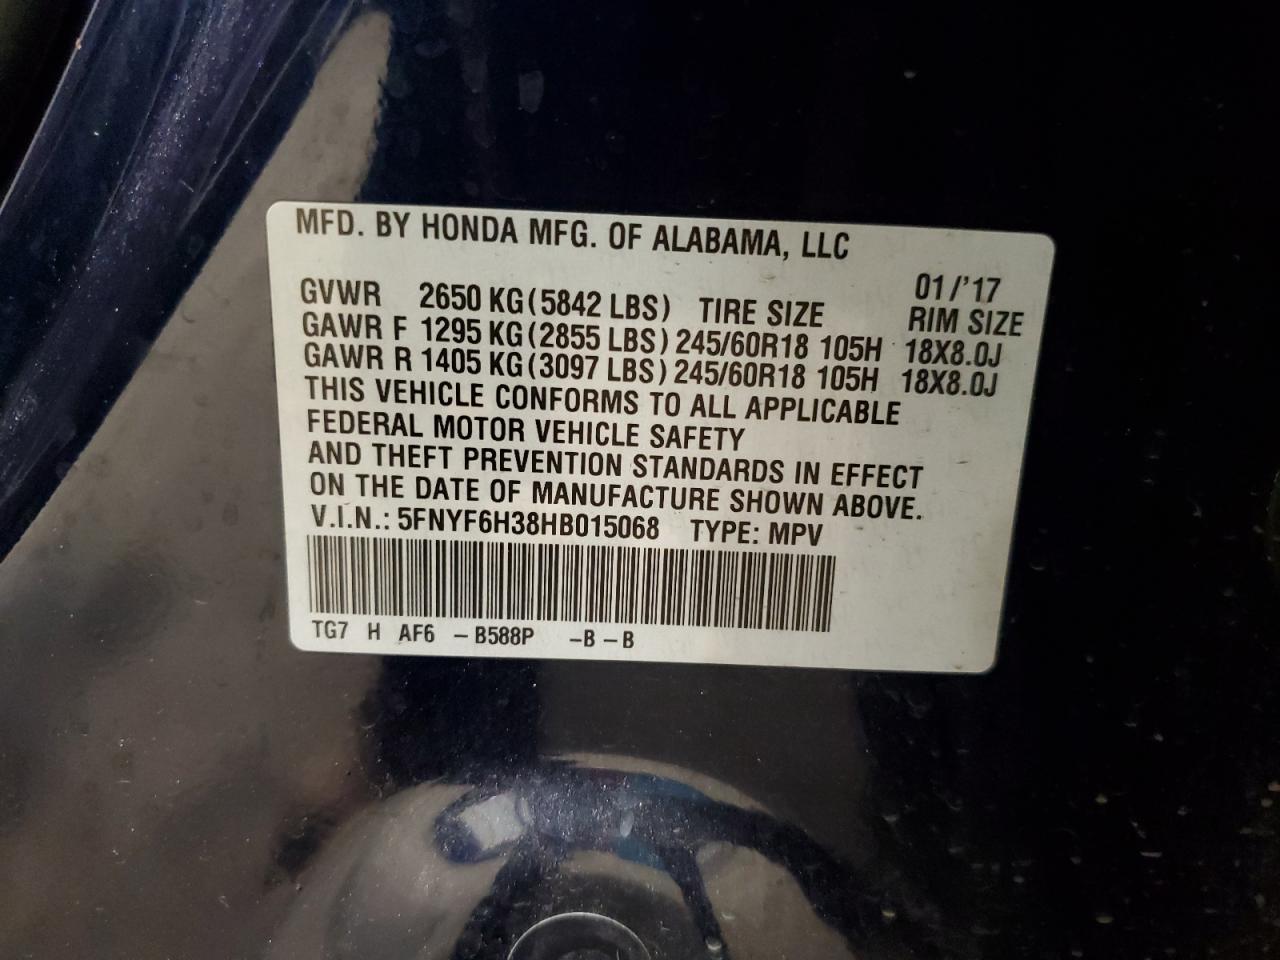 MFD. BY HONDA MFG. OF ALABAMA, LLC
01/'17
GVWR 2650 KG(5842 LBS) TIRE SIZE RIM SIZE
GAWR F 1295 KG(2855 LBS) 245/60R18 105H 18X8.0J
GAWR R 1405 KG(3097 LBS) 245/60R18 105H 18X8.0J
THIS VEHICLE CONFORMS TO ALL APPLICABLE
FEDERAL MOTOR VEHICLE SAFETY
AND THEFT PREVENTION STANDARDS IN EFFECT
ON THE DATE OF MANUFACTURE SHOWN ABOVE.
V.I.N.: 5FNYF6H38HB015068 TYPE: MPV
TG7 H AF6 – B588P –B – B